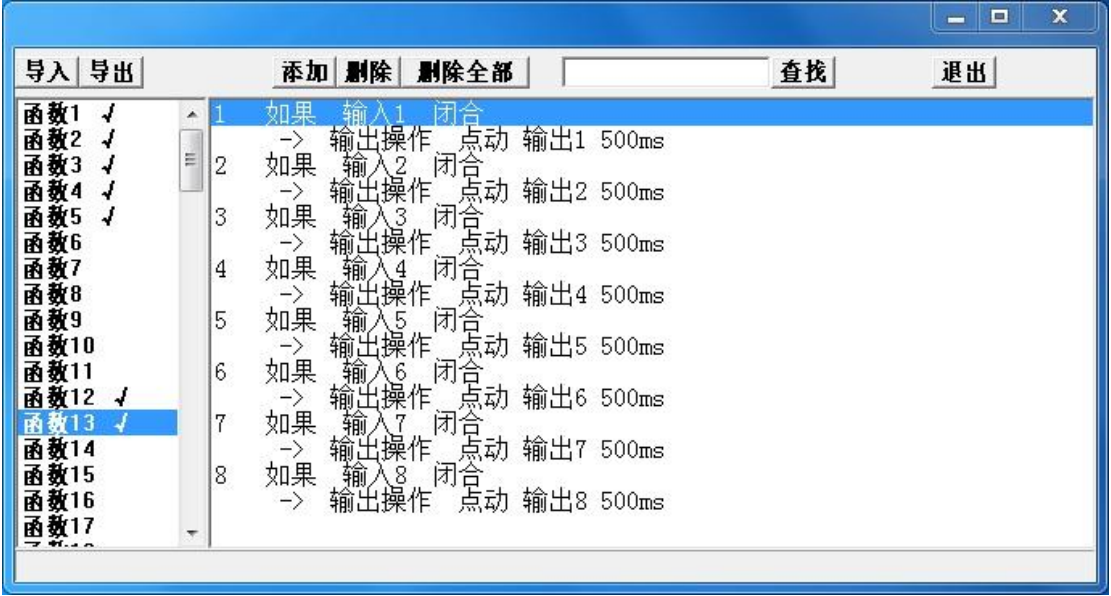 导入 导出 添加 删除 删除全部 查找 退出
函数1 √
函数2 √
函数3 √
函数4 √
函数5 √
函数6
函数7
函数8
函数9
函数10
函数11
函数12 √
函数13 √
函数14
函数15
函数16
函数17
1 如果 输入1 闭合
-> 输出操作 点动 输出1 500ms
2 如果 输入2 闭合
-> 输出操作 点动 输出2 500ms
3 如果 输入3 闭合
-> 输出操作 点动 输出3 500ms
4 如果 输入4 闭合
-> 输出操作 点动 输出4 500ms
5 如果 输入5 闭合
-> 输出操作 点动 输出5 500ms
6 如果 输入6 闭合
-> 输出操作 点动 输出6 500ms
7 如果 输入7 闭合
-> 输出操作 点动 输出7 500ms
8 如果 输入8 闭合
-> 输出操作 点动 输出8 500ms